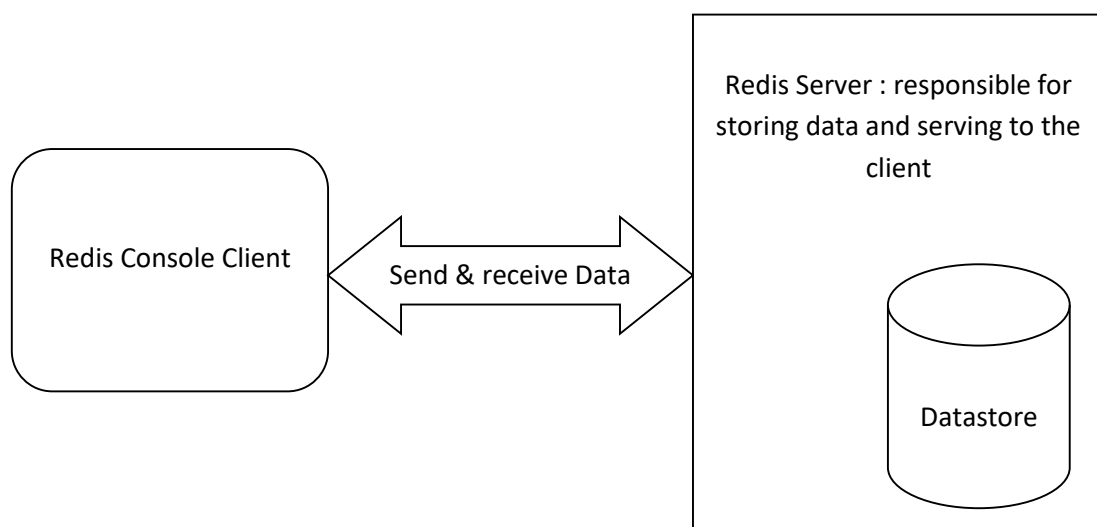 Redis Server : responsible for
storing data and serving to the
client
Redis Console Client
Send & receive Data
Datastore